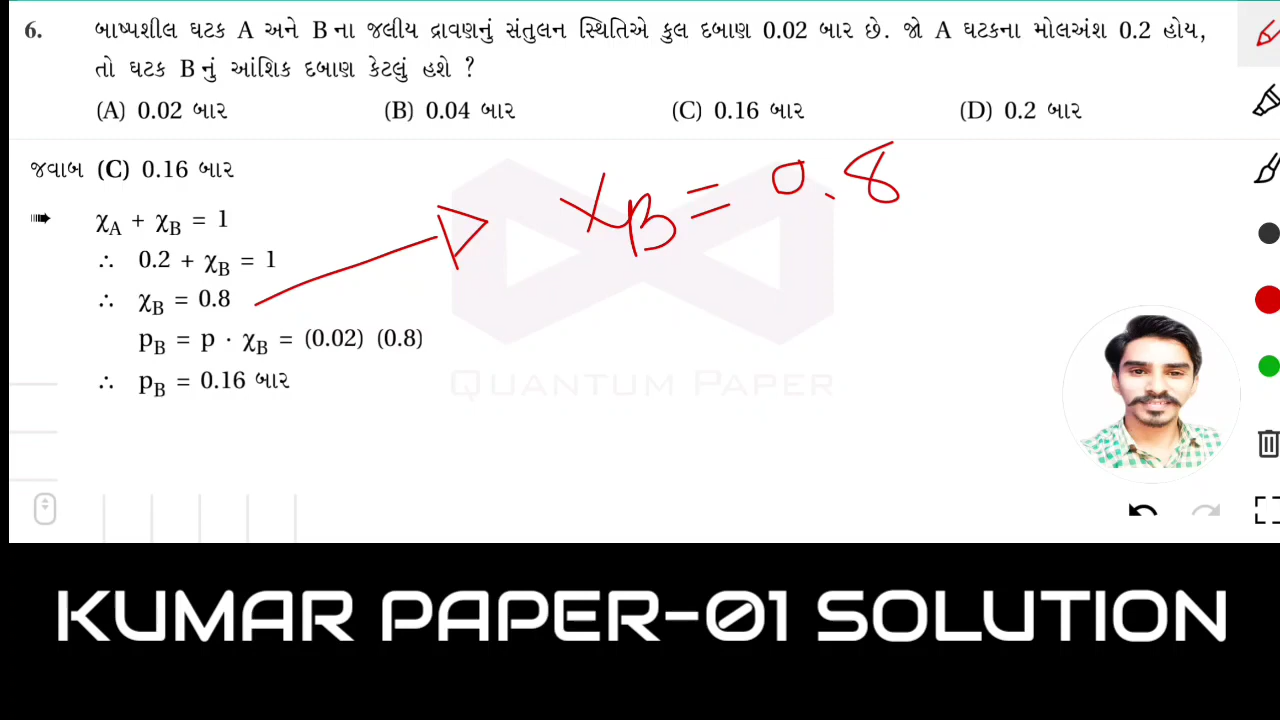 6. બાષ્પશીલ ઘટક A અને B ના જલીય દ્રાવણનું સંતુલન સ્થિતિએ કુલ દબાણ 0.02 બાર છે. જો A ઘટકના મોલઅંશ 0.2 હોય,
તો ઘટક B નું આંશિક દબાણ કેટલું હશે ?
(A) 0.02 બાર (B) 0.04 બાર (C) 0.16 બાર (D) 0.2 બાર
જવાબ (C) 0.16 બાર
χB = 0.8
➠ χA + χB = 1
∴ 0.2 + χB = 1
∴ χB = 0.8
pB = p · χB = (0.02) (0.8)
∴ pB = 0.16 બાર
QUANTUM PAPER
KUMAR PAPER-01 SOLUTION